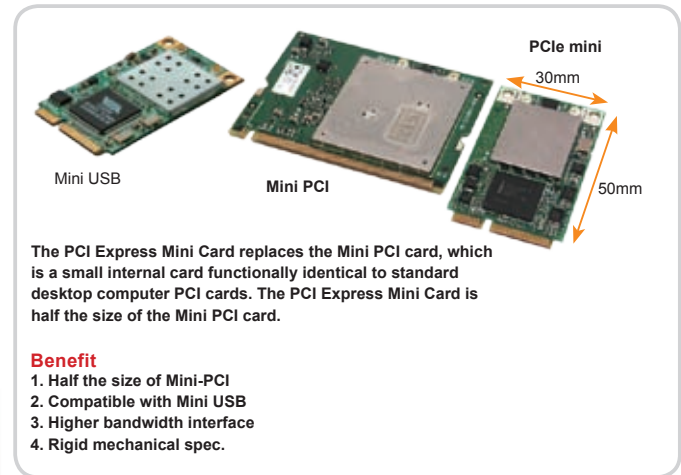 PCIe mini
30mm
50mm
Mini USB
Mini PCI
The PCI Express Mini Card replaces the Mini PCI card, which
is a small internal card functionally identical to standard
desktop computer PCI cards. The PCI Express Mini Card is
half the size of the Mini PCI card.
Benefit
1. Half the size of Mini-PCI
2. Compatible with Mini USB
3. Higher bandwidth interface
4. Rigid mechanical spec.